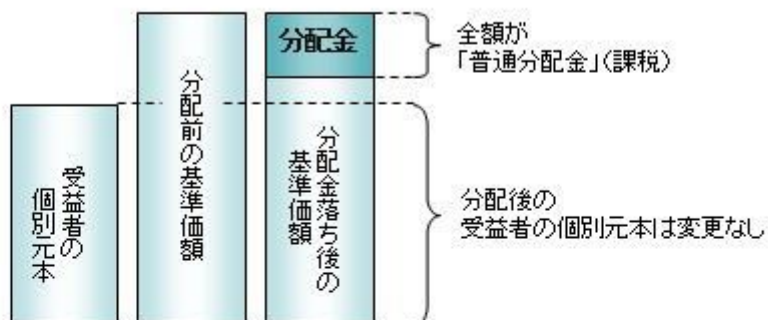 受益者の
個別元本
分配前の基準価額
分配金
分配金落ち後の
基準価額
全額が
「普通分配金」(課税)
分配後の
受益者の個別元本は変更なし